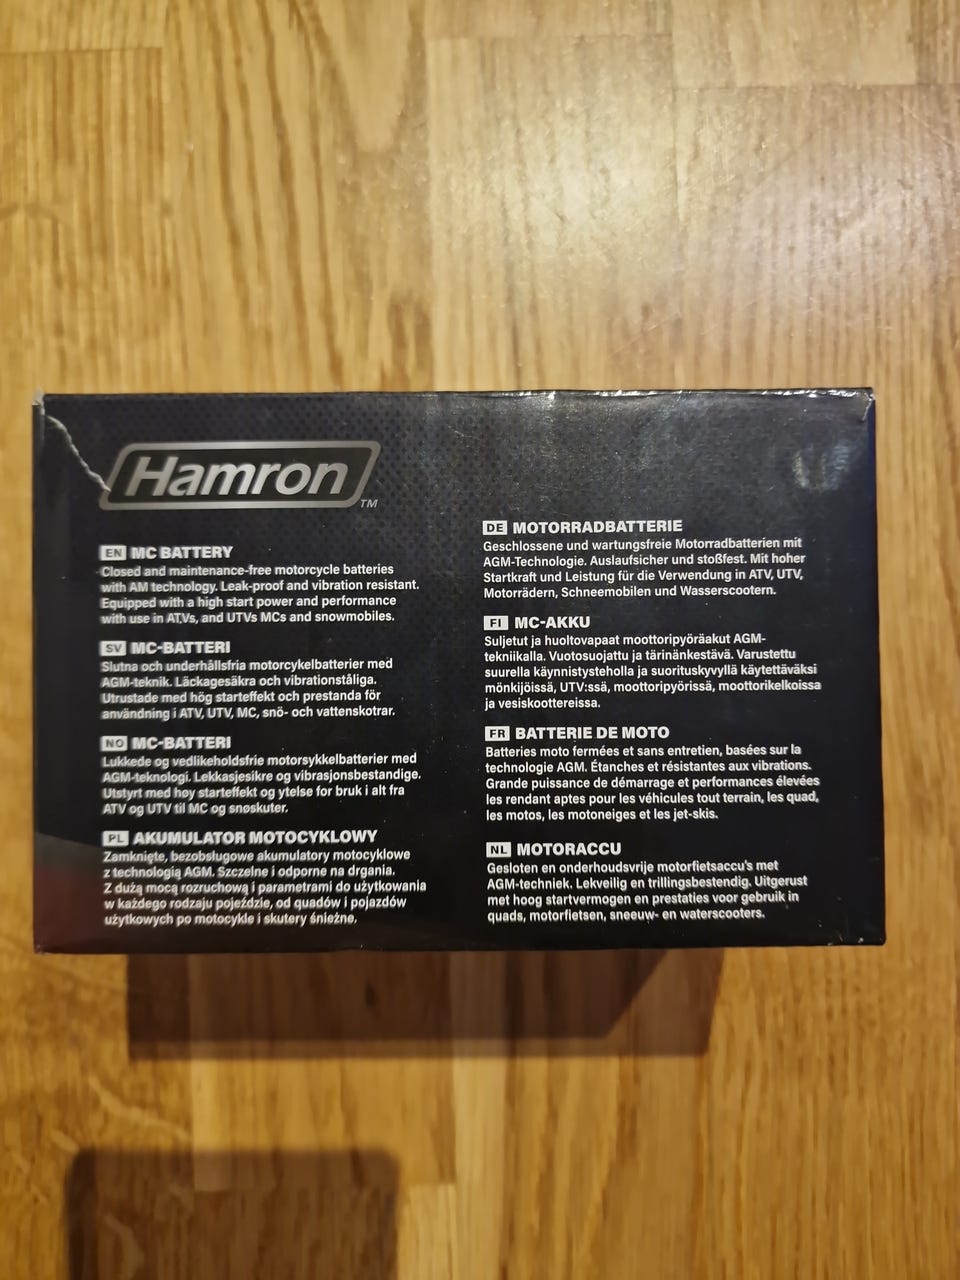 Hamron
TM
EN MC BATTERY
Closed and maintenance-free motorcycle batteries
with AM technology. Leak-proof and vibration resistant.
Equipped with a high start power and performance
with use in ATVs, and UTVs MCs and snowmobiles.
SV MC-BATTERI
Slutna och underhållsfria motorcykelbatterier med
AGM-teknik. Läckagesäkra och vibrationståliga.
Utrustade med hög starteffekt och prestanda för
användning i ATV, UTV, MC, snö- och vattenskotrar.
NO MC-BATTERI
Lukkede og vedlikeholdsfrie motorsykkelbatterier med
AGM-teknologi. Lekkasjesikre og vibrasjonsbestandige.
Utstyrt med høy starteffekt og ytelse for bruk i alt fra
ATV og UTV til MC og snøskuter.
PL AKUMULATOR MOTOCYKLOWY
Zamknięte, bezobsługowe akumulatory motocyklowe
z technologią AGM. Szczelne i odporne na drgania.
Z dużą mocą rozruchową i parametrami do użytkowania
w każdego rodzaju pojeździe, od quadów i pojazdów
użytkowych po motocykle i skutery śnieżne.
DE MOTORRADBATTERIE
Geschlossene und wartungsfreie Motorradbatterien mit
AGM-Technologie. Auslaufsicher und stoßfest. Mit hoher
Startkraft und Leistung für die Verwendung in ATV, UTV,
Motorrädern, Schneemobilen und Wasserscootern.
FI MC-AKKU
Suljetut ja huoltovapaat moottoripyöräakut AGM-
tekniikalla. Vuotosuojattu ja tärinänkestävä. Varustettu
suurella käynnistysteholla ja suorituskyvyllä käytettäväksi
mönkijöissä, UTV:ssä, moottoripyörissä, moottorikelkoissa
ja vesiskoottereissa.
FR BATTERIE DE MOTO
Batteries moto fermées et sans entretien, basées sur la
technologie AGM. Étanches et résistantes aux vibrations.
Grande puissance de démarrage et performances élevées
les rendant aptes pour les véhicules tout terrain, les quad,
les motos, les motoneiges et les jet-skis.
NL MOTORACCU
Gesloten en onderhoudsvrije motorfietsaccu's met
AGM-techniek. Lekveilig en trillingsbestendig. Uitgerust
met hoog startvermogen en prestaties voor gebruik in
quads, motorfietsen, sneeuw- en waterscooters.